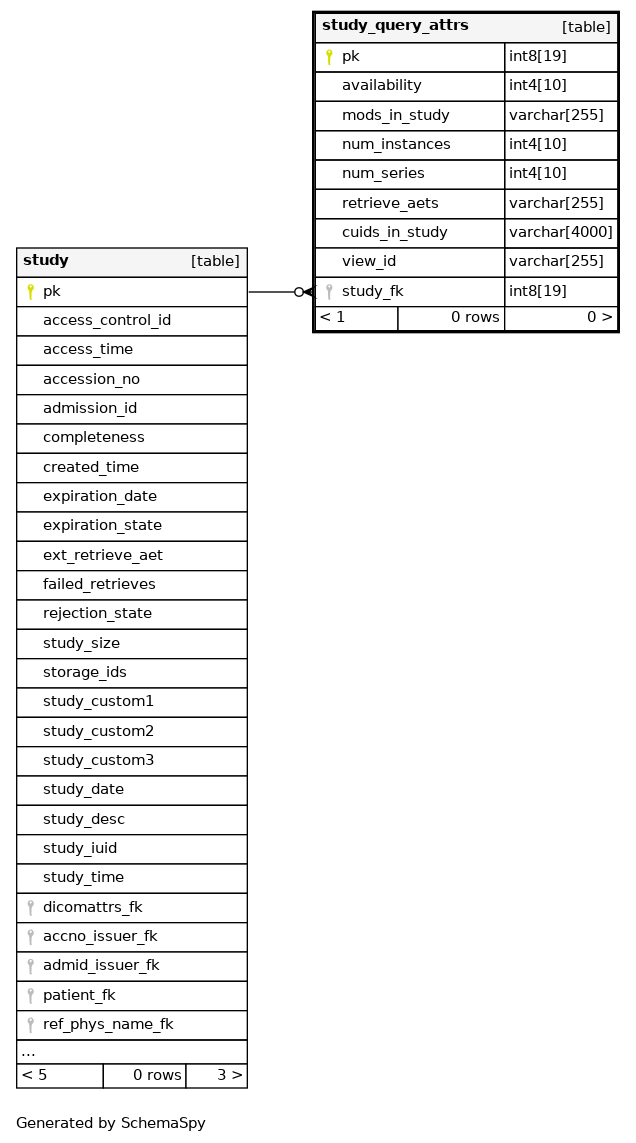 study_query_attrs [table]
pk int8[19]
availability int4[10]
mods_in_study varchar[255]
num_instances int4[10]
num_series int4[10]
retrieve_aets varchar[255]
cuids_in_study varchar[4000]
view_id varchar[255]
study_fk int8[19]
< 1 0 rows 0 >
study [table]
pk
access_control_id
access_time
accession_no
admission_id
completeness
created_time
expiration_date
expiration_state
ext_retrieve_aet
failed_retrieves
rejection_state
study_size
storage_ids
study_custom1
study_custom2
study_custom3
study_date
study_desc
study_iuid
study_time
dicomattrs_fk
accno_issuer_fk
admid_issuer_fk
patient_fk
ref_phys_name_fk
...
< 5 0 rows 3 >
Generated by SchemaSpy